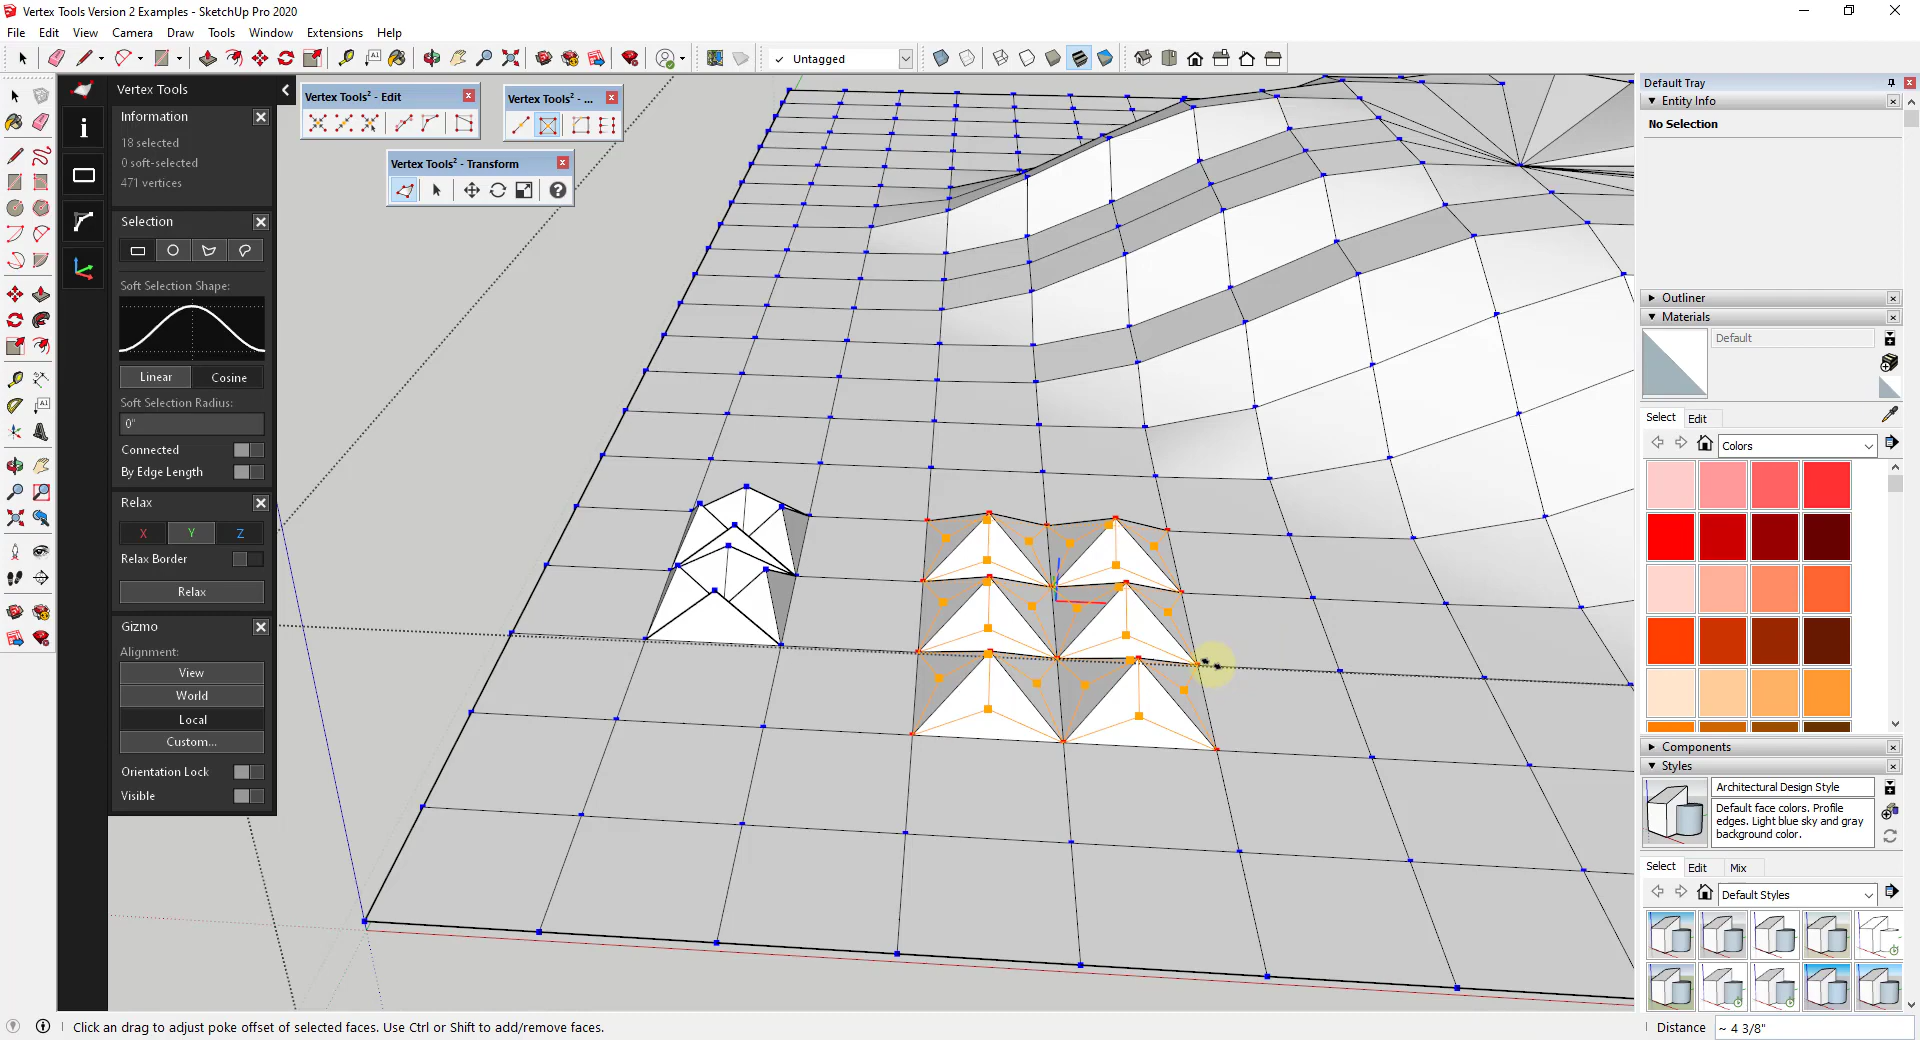 Vertex Tools Version 2 Examples - SketchUp Pro 2020
File Edit View Camera Draw Tools Window Extensions Help
Untagged
Vertex Tools
Information
18 selected
0 soft-selected
471 vertices
Selection
Soft Selection Shape:
Linear Cosine
Soft Selection Radius:
0"
Connected
By Edge Length
Relax
X Y Z
Relax Border
Relax
Gizmo
Alignment:
View
World
Local
Custom...
Orientation Lock
Visible
Vertex Tools² - Edit
Vertex Tools² - ...
Vertex Tools² - Transform
Default Tray
Entity Info
No Selection
Outliner
Materials
Default
Select Edit
Colors
Components
Styles
Architectural Design Style
Default face colors. Profile
edges. Light blue sky and gray
background color.
Select Edit Mix
Default Styles
Click an drag to adjust poke offset of selected faces. Use Ctrl or Shift to add/remove faces.
Distance ~ 4 3/8"